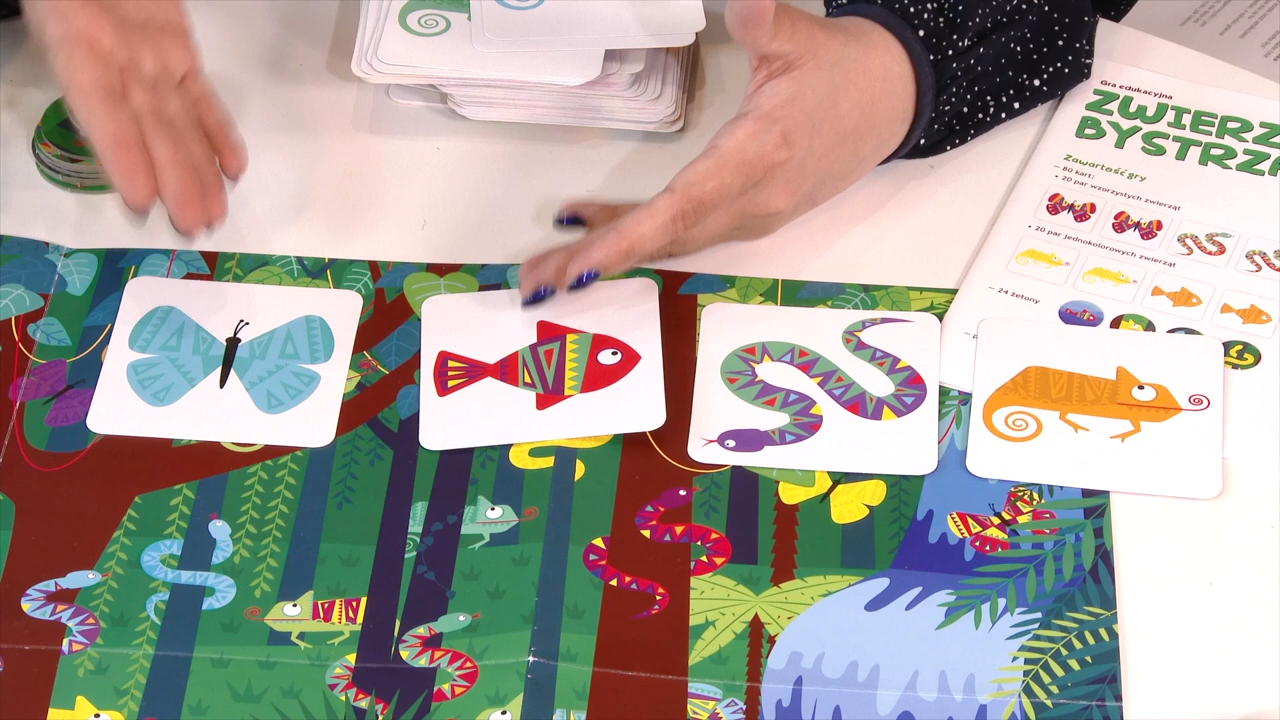 Gra edukacyjna
ZWIERZ
BYSTRZ
Zawartość gry
— 80 kart:
• 20 par wzorzystych zwierząt
• 20 par jednokolorowych zwierząt
— 24 żetony